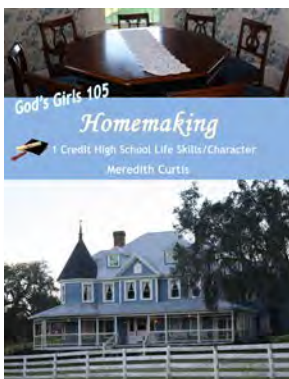 God's Girls 105
Homemaking
1 Credit High School Life Skills/Character
Meredith Curtis